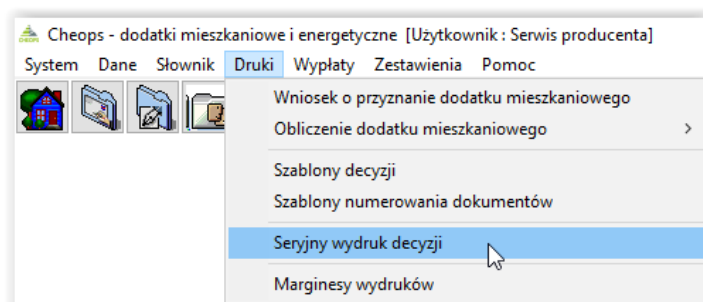 Cheops - dodatki mieszkaniowe i energetyczne [Użytkownik : Serwis producenta]
System Dane Słownik Druki Wypłaty Zestawienia Pomoc
Wniosek o przyznanie dodatku mieszkaniowego
Obliczenie dodatku mieszkaniowego
Szablony decyzji
Szablony numerowania dokumentów
Seryjny wydruk decyzji
Marginesy wydruków